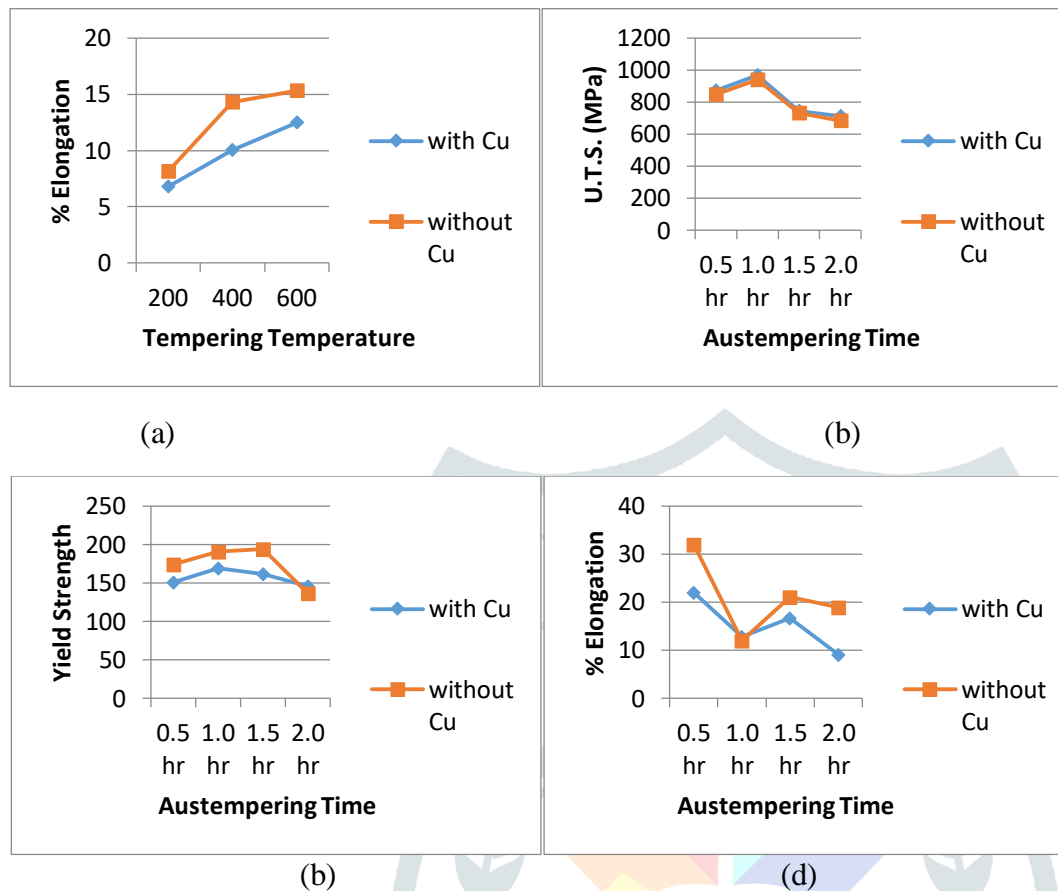 20
15
10
5
0
% Elongation
200 400 600
Tempering Temperature
with Cu
without
Cu
(a)
1200
1000
800
600
400
200
0
U.T.S. (MPa)
0.5 1.0 1.5 2.0
hr hr hr hr
Austempering Time
with Cu
without
Cu
(b)
250
200
150
100
50
0
Yield Strength
0.5 1.0 1.5 2.0
hr hr hr hr
Austempering Time
with Cu
without
Cu
(b)
40
30
20
10
0
% Elongation
0.5 1.0 1.5 2.0
hr hr hr hr
Austempering Time
with Cu
without
Cu
(d)